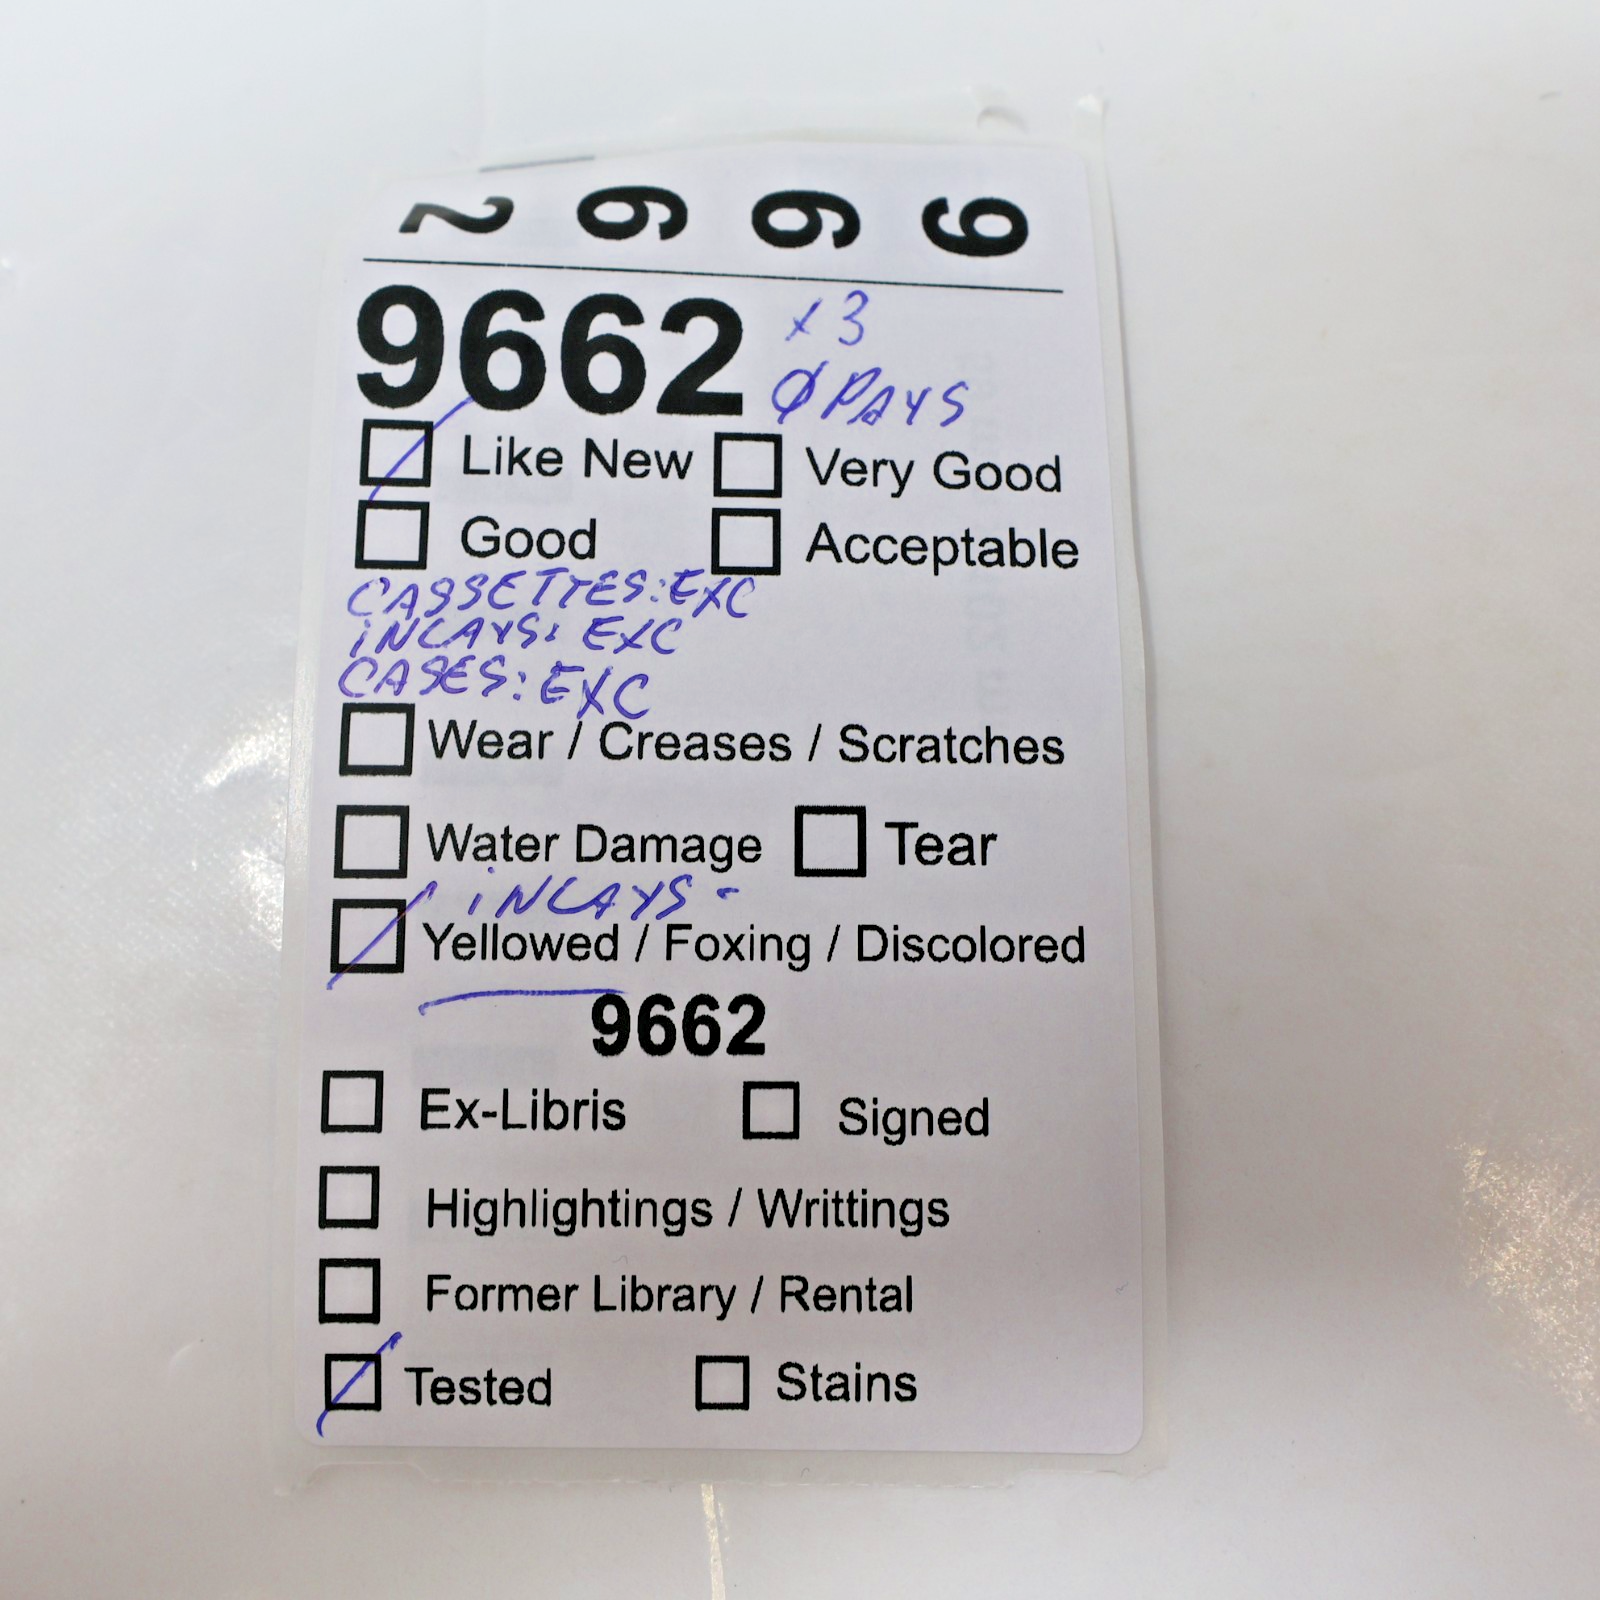 9662
9662 x3
Ø PAYS
Like New Very Good
Good Acceptable
CASSETTES: EXC
iNLAYS: EXC
CASES: EXC
Wear / Creases / Scratches
Water Damage Tear
iNLAYS -
Yellowed / Foxing / Discolored
9662
Ex-Libris Signed
Highlightings / Writtings
Former Library / Rental
Tested Stains